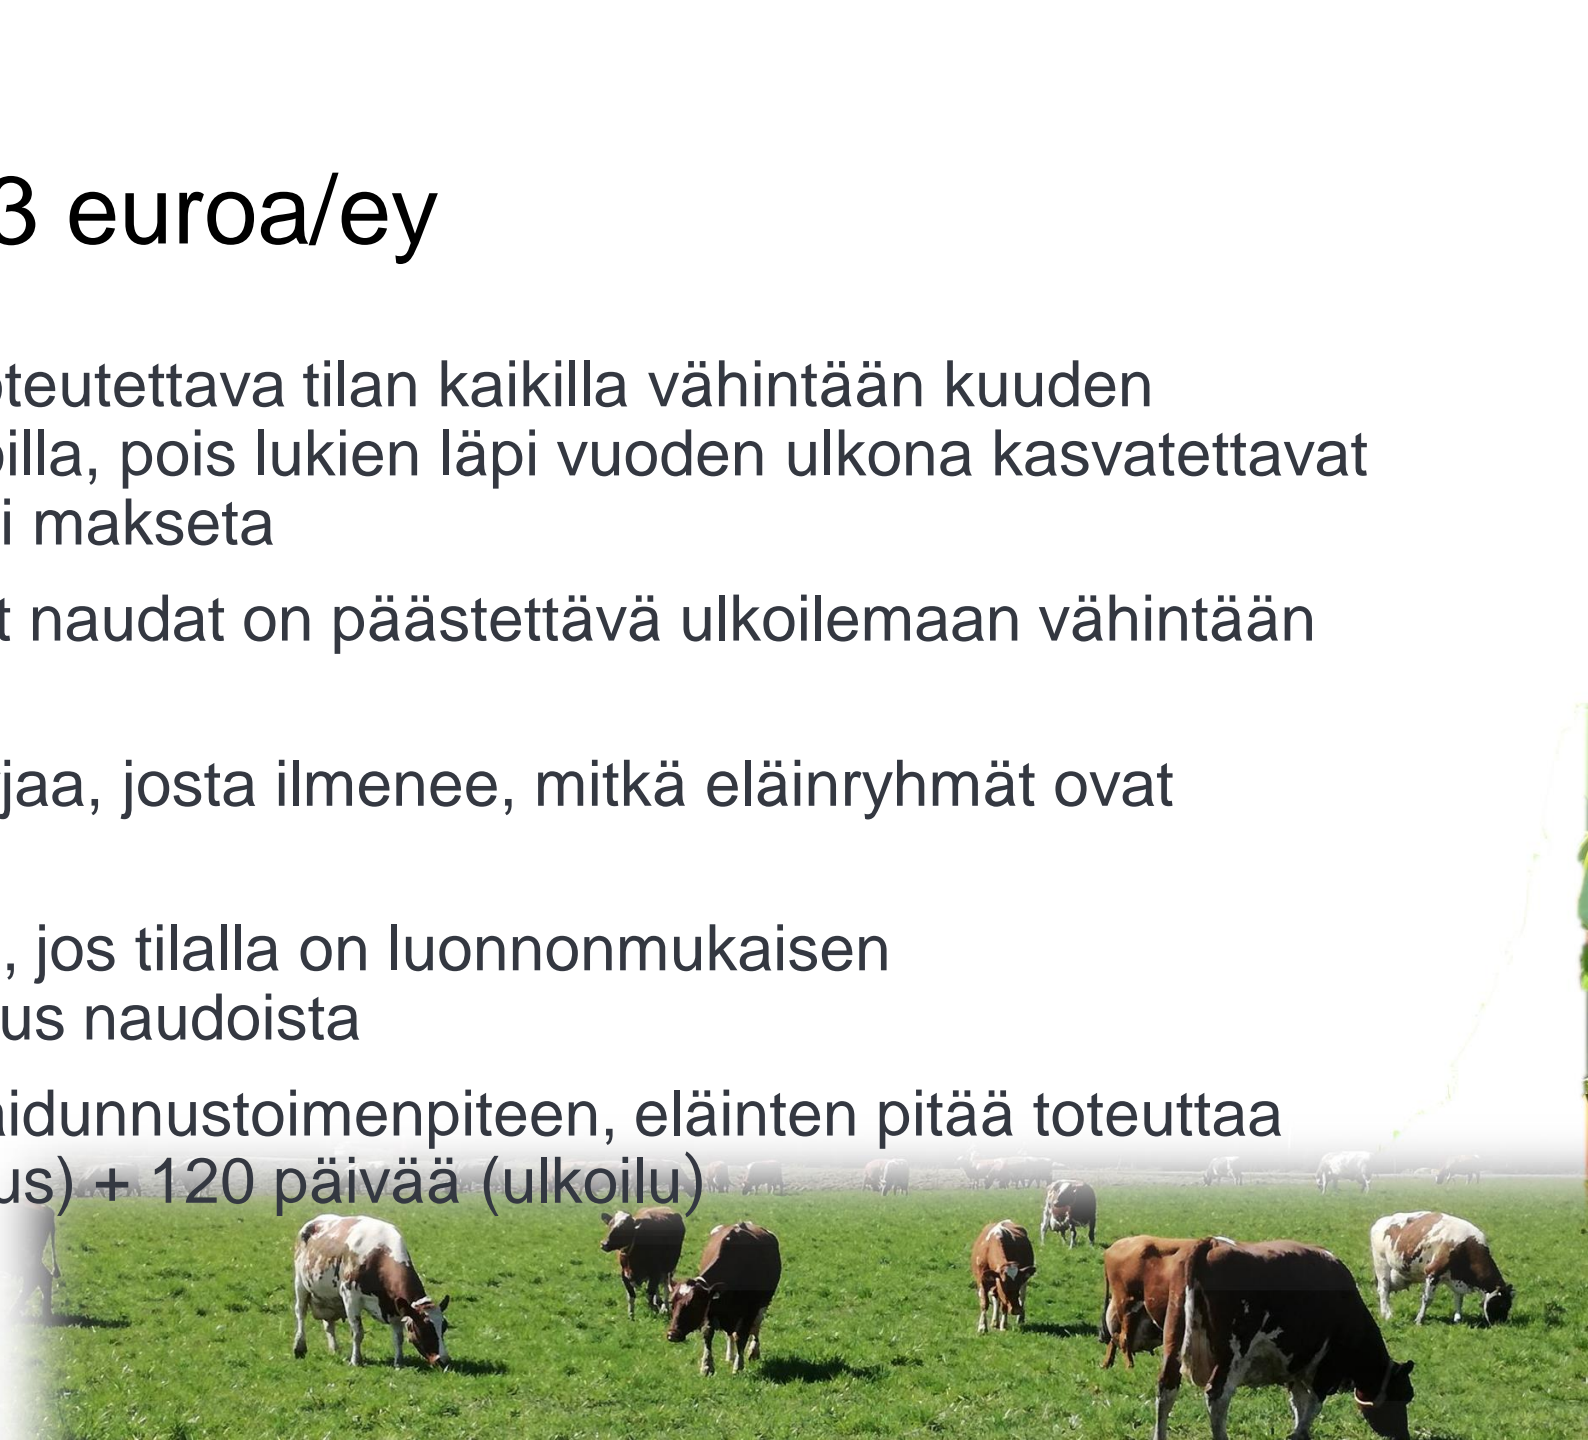 3 euroa/ey
oteutettava tilan kaikilla vähintään kuuden
illa, pois lukien läpi vuoden ulkona kasvatettavat
i makseta
t naudat on päästettävä ulkoilemaan vähintään
jaa, josta ilmenee, mitkä eläinryhmät ovat
, jos tilalla on luonnonmukaisen
us naudoista
aidunnustoimenpiteen, eläinten pitää toteuttaa
us) + 120 päivää (ulkoilu)